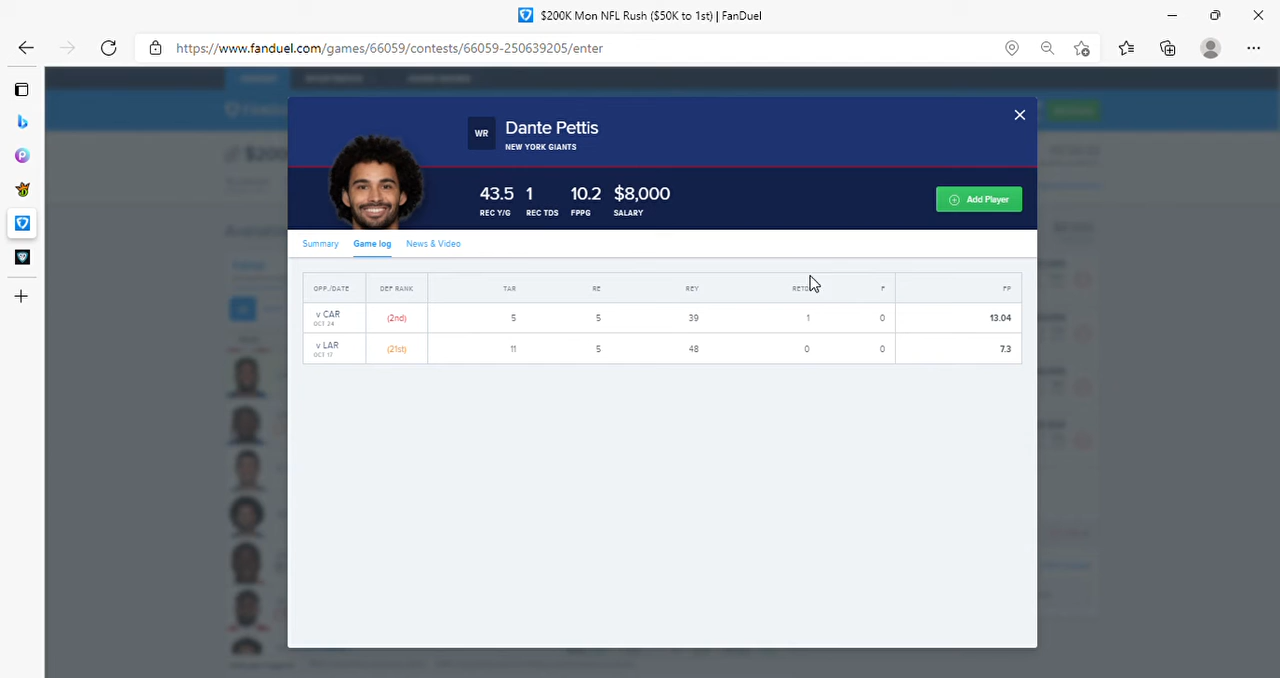 $200K Mon NFL Rush ($50K to 1st) | FanDuel
https://www.fanduel.com/games/66059/contests/66059-250639205/enter
WR
Dante Pettis
NEW YORK GIANTS
43.5 1 10.2 $8,000
REC Y/G REC TDS FPPG SALARY
Add Player
Summary Game log News & Video
OPP./DATE DEF RANK TAR RE REY F FP
v CAR (2nd) 5 5 39 1 0 13.04
OCT 24
v LAR (21st) 11 5 48 0 0 7.3
OCT 17